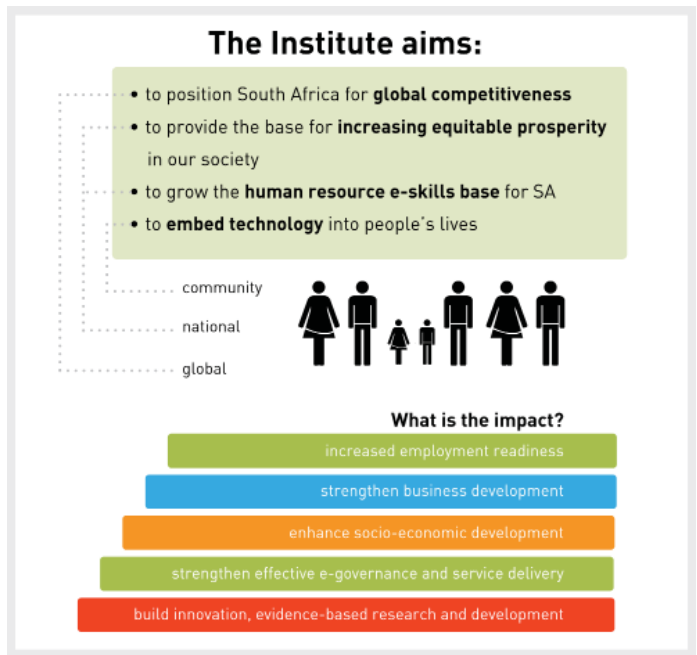 The Institute aims:
• to position South Africa for global competitiveness
• to provide the base for increasing equitable prosperity
in our society
• to grow the human resource e-skills base for SA
• to embed technology into people's lives
community
national
global
What is the impact?
increased employment readiness
strengthen business development
enhance socio-economic development
strengthen effective e-governance and service delivery
build innovation, evidence-based research and development